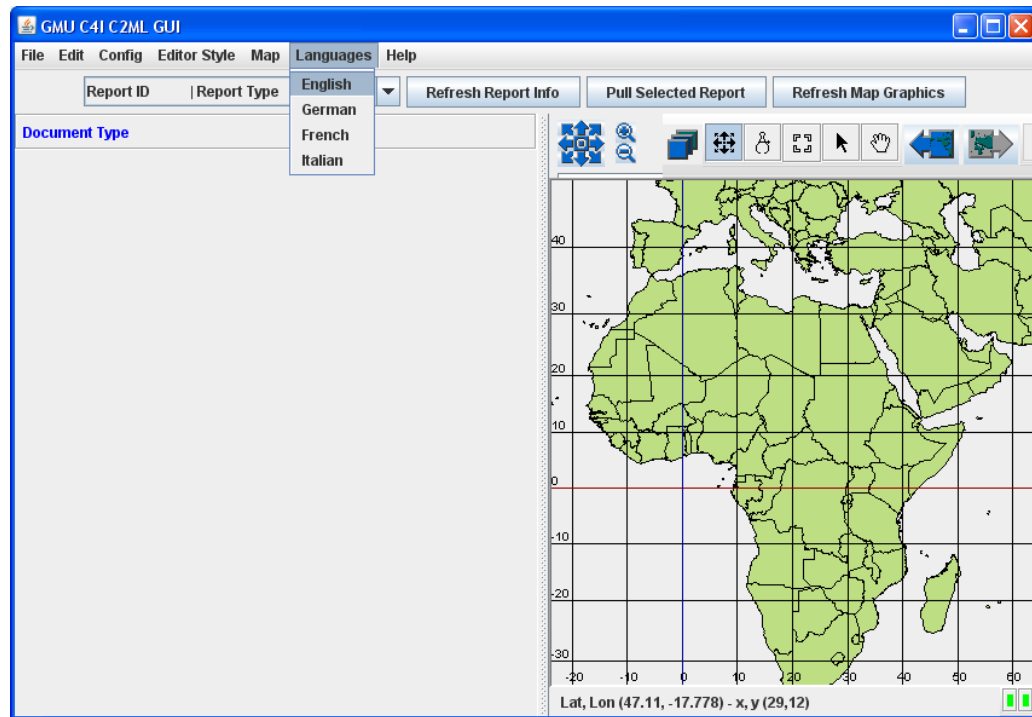 GMU C4I C2ML GUI
File Edit Config Editor Style Map Languages Help
Report ID | Report Type Refresh Report Info Pull Selected Report Refresh Map Graphics
English
German
French
Italian
Document Type
40
30
20
10
0
-10
-20
-30
-20 -10 0 10 20 30 40 50 60
Lat, Lon (47.11, -17.778) - x, y (29,12)